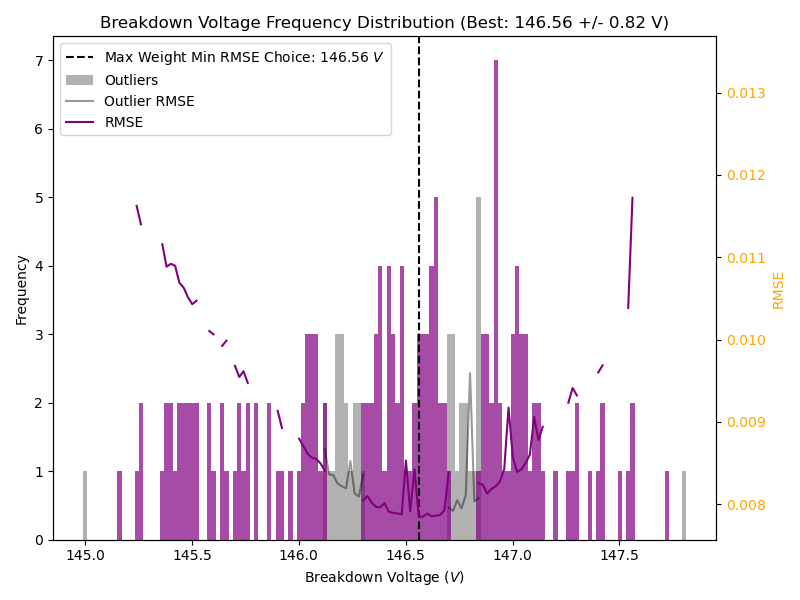 Breakdown Voltage Frequency Distribution (Best: 146.56 +/- 0.82 V)
Max Weight Min RMSE Choice: 146.56 V
Outliers
Outlier RMSE
RMSE
7
6
5
4
3
2
1
0
Frequency
0.013
0.012
0.011
0.010
0.009
0.008
RMSE
145.0 145.5 146.0 146.5 147.0 147.5
Breakdown Voltage (V)